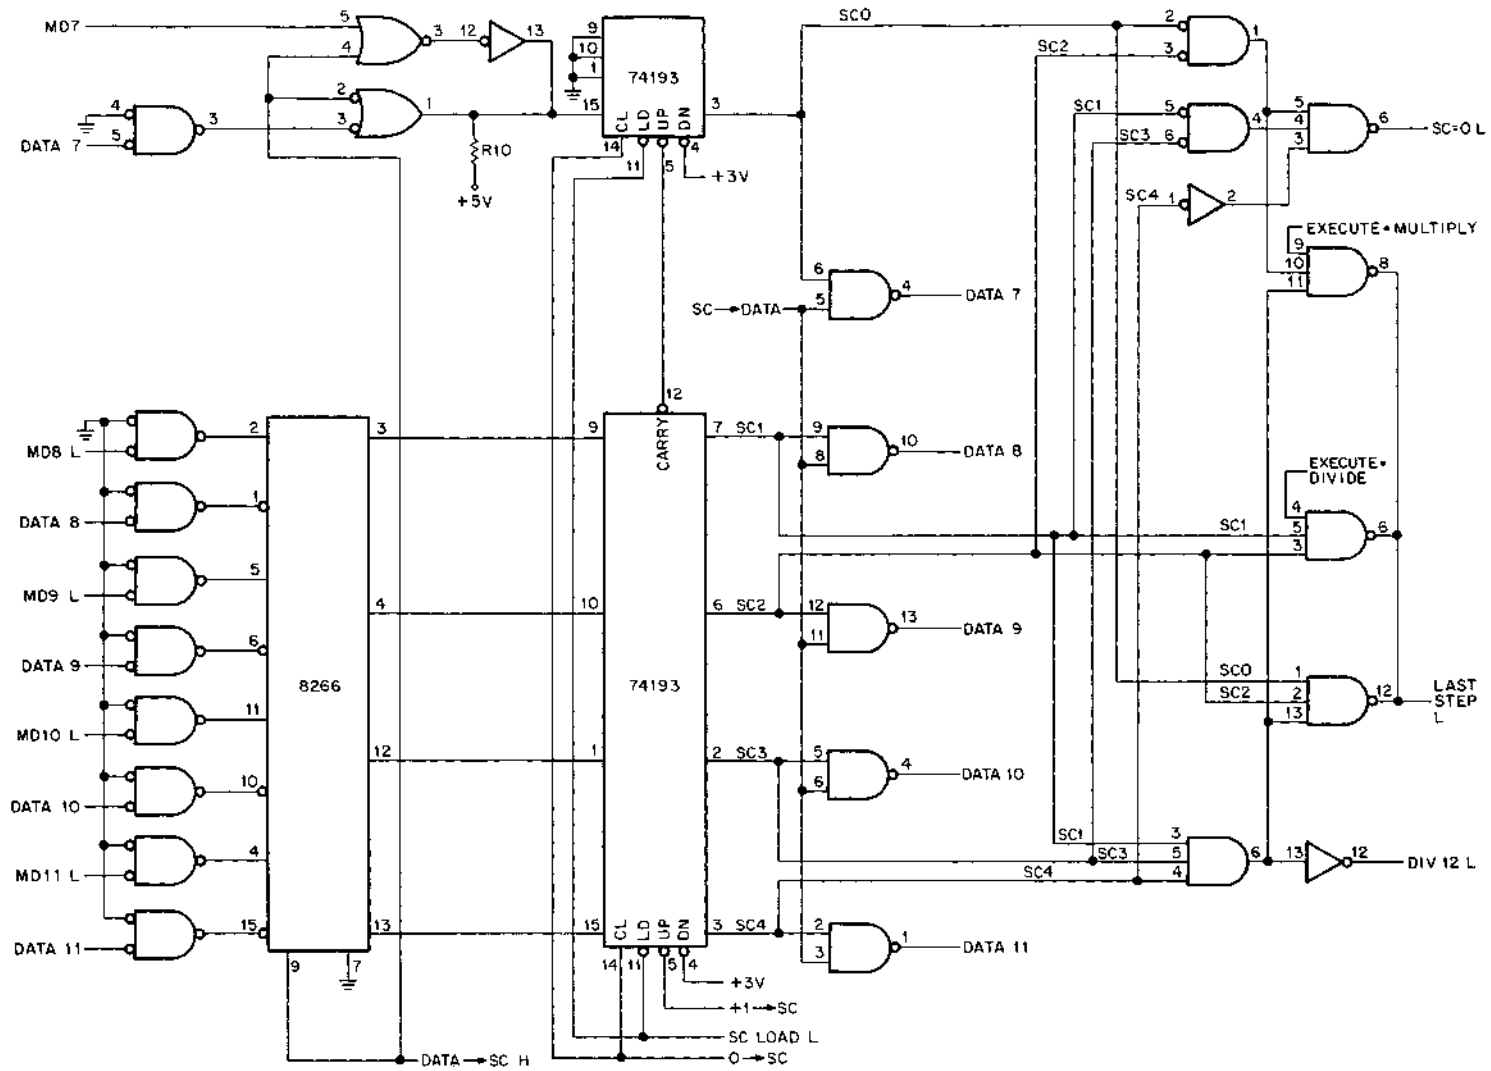 MD7
5
4
3
12
13
9
10
1
74193
15
CL
LD
UP
DN
14
11
5
4
+3V
3
SC0
2
3
SC2
1
4
5
DATA 7
3
2
3
1
R10
+5V
SC1
5
SC3
6
4
5
4
3
6
SC=0 L
SC4
1
2
EXECUTE•MULTIPLY
9
10
11
8
6
5
4
DATA 7
SC→DATA
12
CARRY
MD8 L
2
3
9
7
SC1
9
8
10
DATA 8
DATA 8
1
EXECUTE•
DIVIDE
4
5
3
6
SC1
MD9 L
5
4
10
6
SC2
12
11
13
DATA 9
DATA 9
6
8266
74193
SC0
1
SC2
2
13
12
LAST
STEP
L
MD10 L
11
12
1
2
SC3
5
6
4
DATA 10
DATA 10
10
MD11 L
4
SC1
3
SC3
5
SC4
4
6
13
12
DIV 12 L
DATA 11
15
13
15
3
SC4
2
3
1
DATA 11
CL
LD
UP
DN
9
7
14
11
5
4
+3V
+1→SC
SC LOAD L
0→SC
DATA→SC H